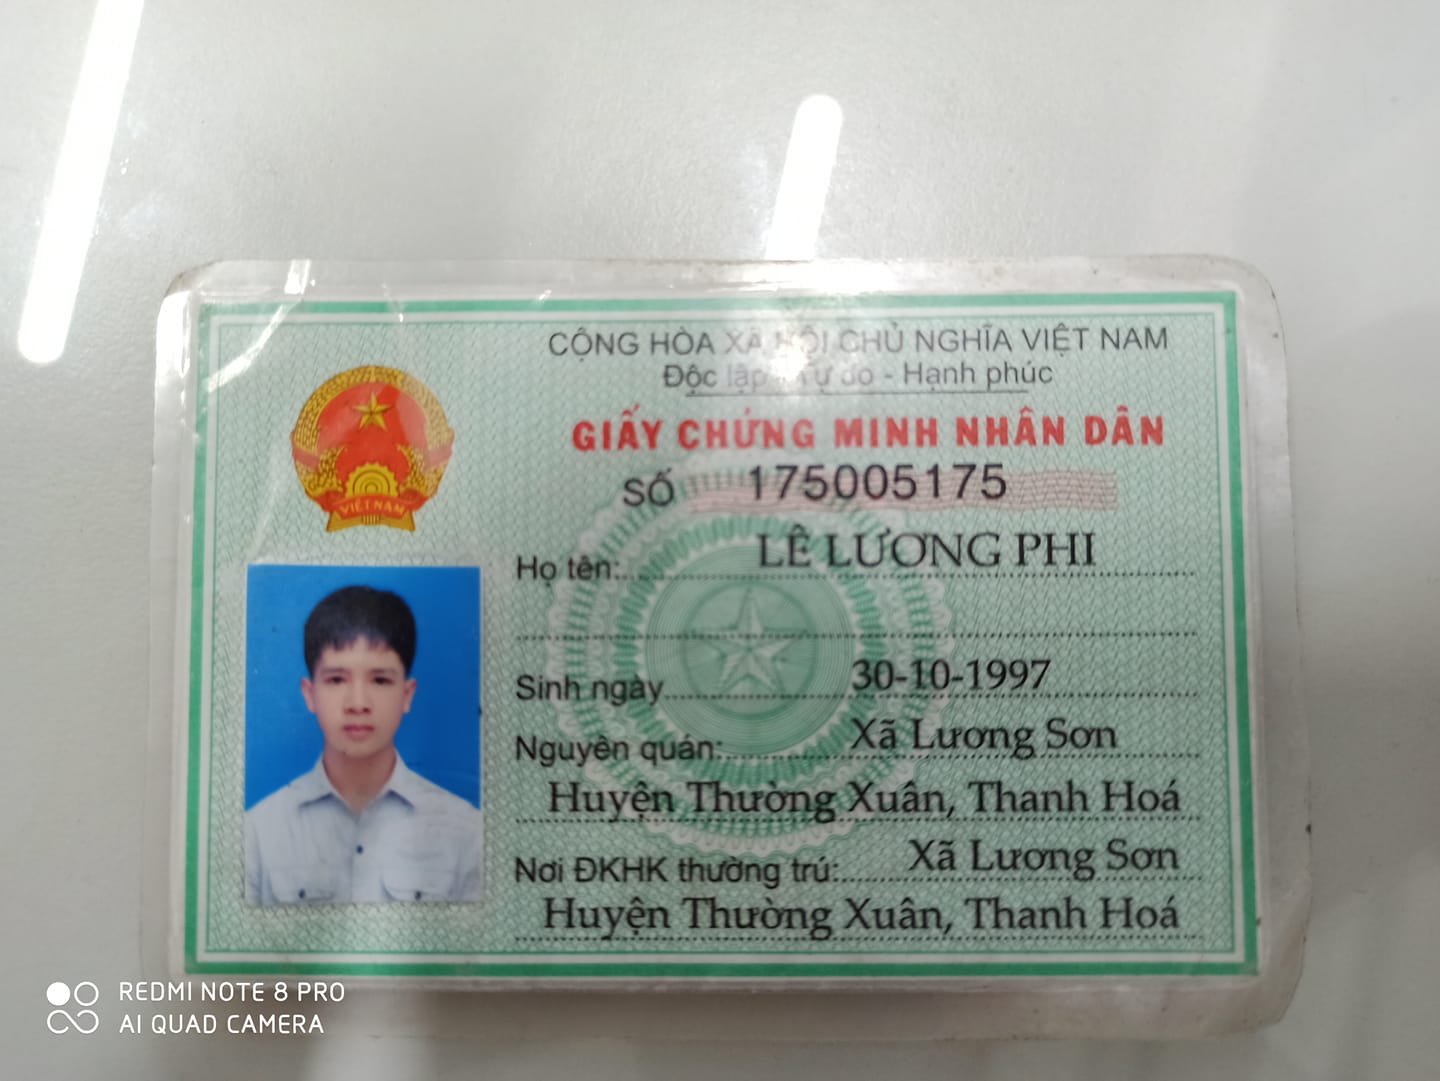 CỘNG HÒA XÃ HỘI CHỦ NGHĨA VIỆT NAM
Độc lập - Tự do - Hạnh phúc
GIẤY CHỨNG MINH NHÂN DÂN
SỐ 175005175
Họ tên: LÊ LƯƠNG PHI
Sinh ngày 30-10-1997
Nguyên quán: Xã Lương Sơn
Huyện Thường Xuân, Thanh Hoá
Nơi ĐKHK thường trú: Xã Lương Sơn
Huyện Thường Xuân, Thanh Hoá
VIỆT NAM
REDMI NOTE 8 PRO
AI QUAD CAMERA